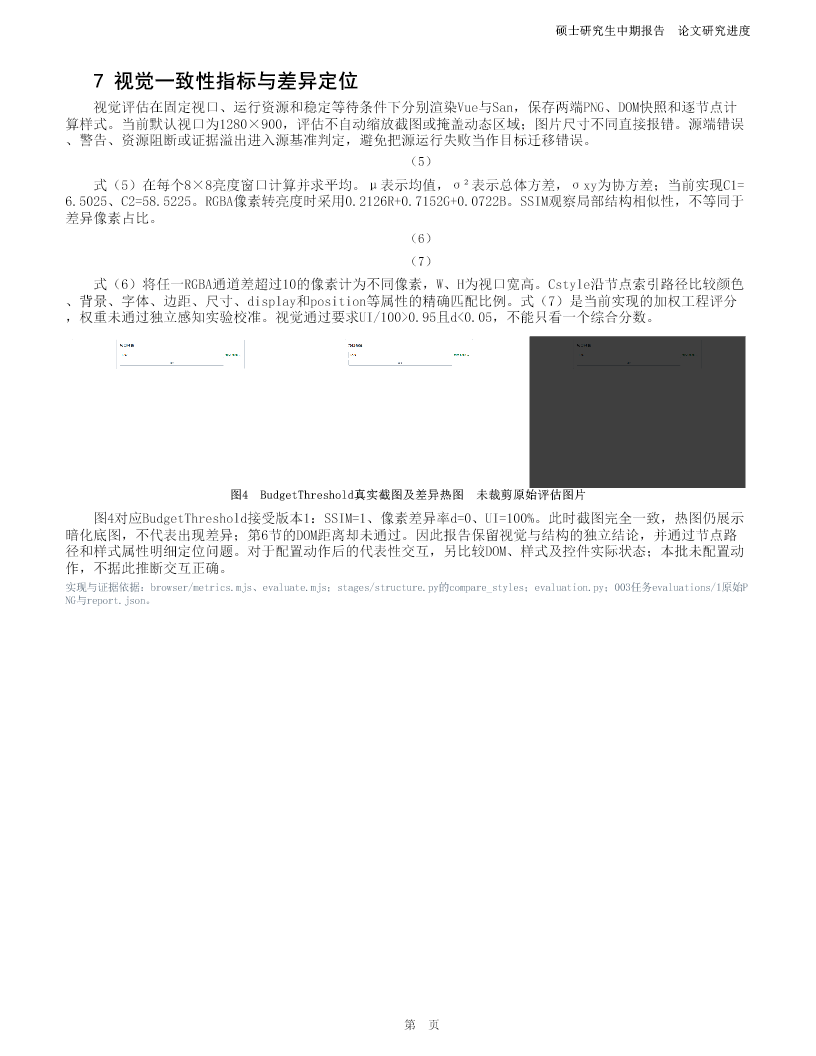 硕士研究生中期报告　论文研究进度
7 视觉一致性指标与差异定位
视觉评估在固定视口、运行资源和稳定等待条件下分别渲染Vue与San，保存两端PNG、DOM快照和逐节点计
算样式。当前默认视口为1280×900，评估不自动缩放截图或掩盖动态区域；图片尺寸不同直接报错。源端错误
、警告、资源阻断或证据溢出进入源基准判定，避免把源运行失败当作目标迁移错误。
（5）
式（5）在每个8×8亮度窗口计算并求平均。μ表示均值，σ²表示总体方差，σxy为协方差；当前实现C1=
6.5025、C2=58.5225。RGBA像素转亮度时采用0.2126R+0.7152G+0.0722B。SSIM观察局部结构相似性，不等同于
差异像素占比。
（6）
（7）
式（6）将任一RGBA通道差超过10的像素计为不同像素，W、H为视口宽高。Cstyle沿节点索引路径比较颜色
、背景、字体、边距、尺寸、display和position等属性的精确匹配比例。式（7）是当前实现的加权工程评分
，权重未通过独立感知实验校准。视觉通过要求UI/100>0.95且d<0.05，不能只看一个综合分数。
图4　BudgetThreshold真实截图及差异热图　未裁剪原始评估图片
图4对应BudgetThreshold接受版本1：SSIM=1、像素差异率d=0、UI=100%。此时截图完全一致，热图仍展示
暗化底图，不代表出现差异；第6节的DOM距离却未通过。因此报告保留视觉与结构的独立结论，并通过节点路
径和样式属性明细定位问题。对于配置动作后的代表性交互，另比较DOM、样式及控件实际状态；本批未配置动
作，不据此推断交互正确。
实现与证据依据：browser/metrics.mjs、evaluate.mjs；stages/structure.py的compare_styles；evaluation.py；003任务evaluations/1原始P
NG与report.json。
第　页